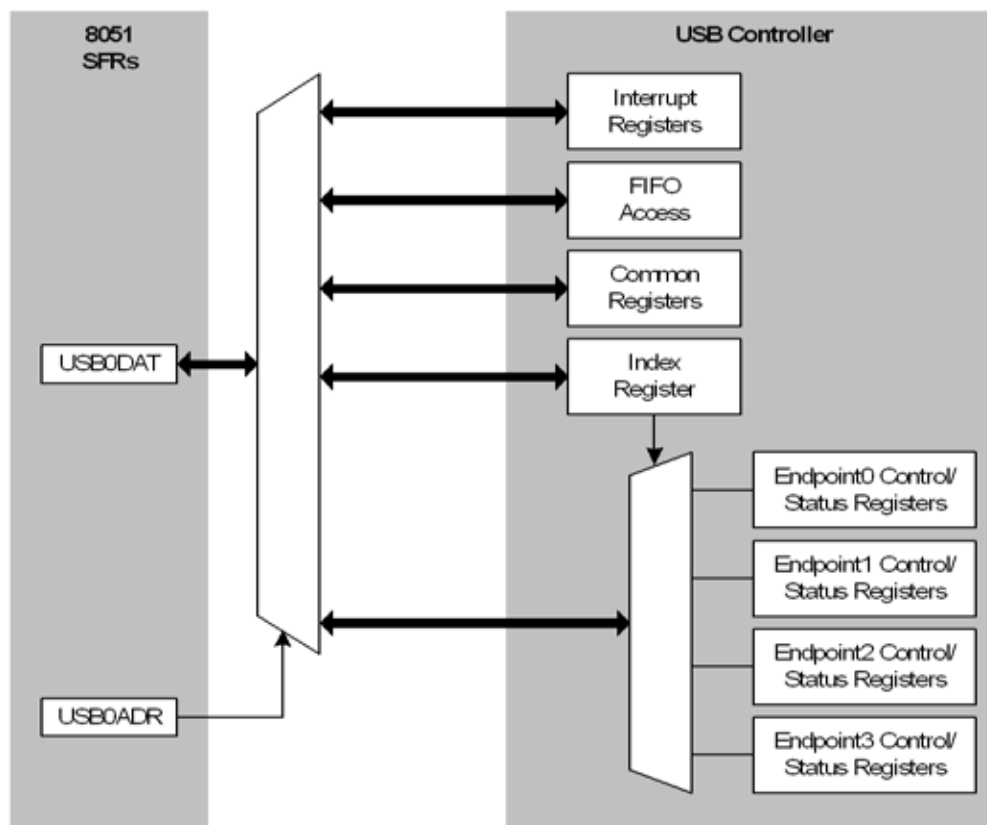 8051
SFRs
USB Controller
Interrupt
Registers
FIFO
Access
Common
Registers
USB0DAT
Index
Register
Endpoint0 Control/
Status Registers
Endpoint1 Control/
Status Registers
Endpoint2 Control/
Status Registers
USB0ADR
Endpoint3 Control/
Status Registers